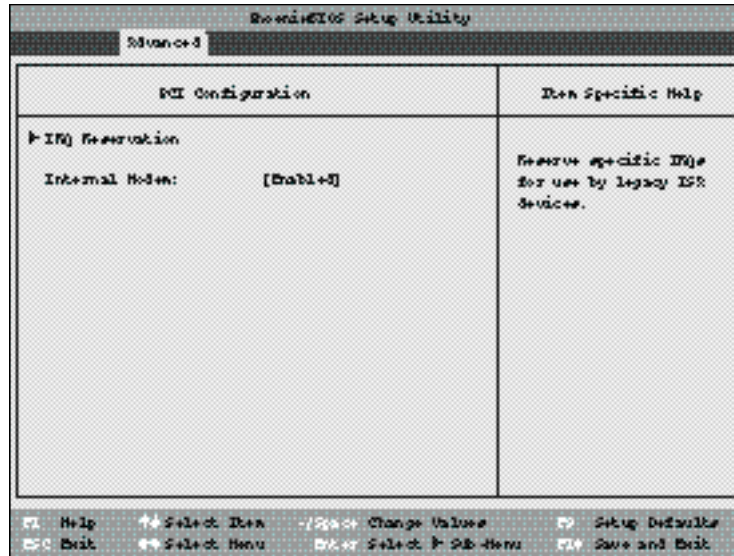 PhoenixBIOS Setup Utility
Advanced
PCI Configuration
Item Specific Help
IRQ Reservation
Internal Modem: [Enabled]
Reserve specific IRQs
for use by legacy ISA
devices.
F1 Help ↑↓ Select Item -/Space Change Values F9 Setup Defaults
ESC Exit ←→ Select Menu Enter Select ▶ Sub-Menu F10 Save and Exit